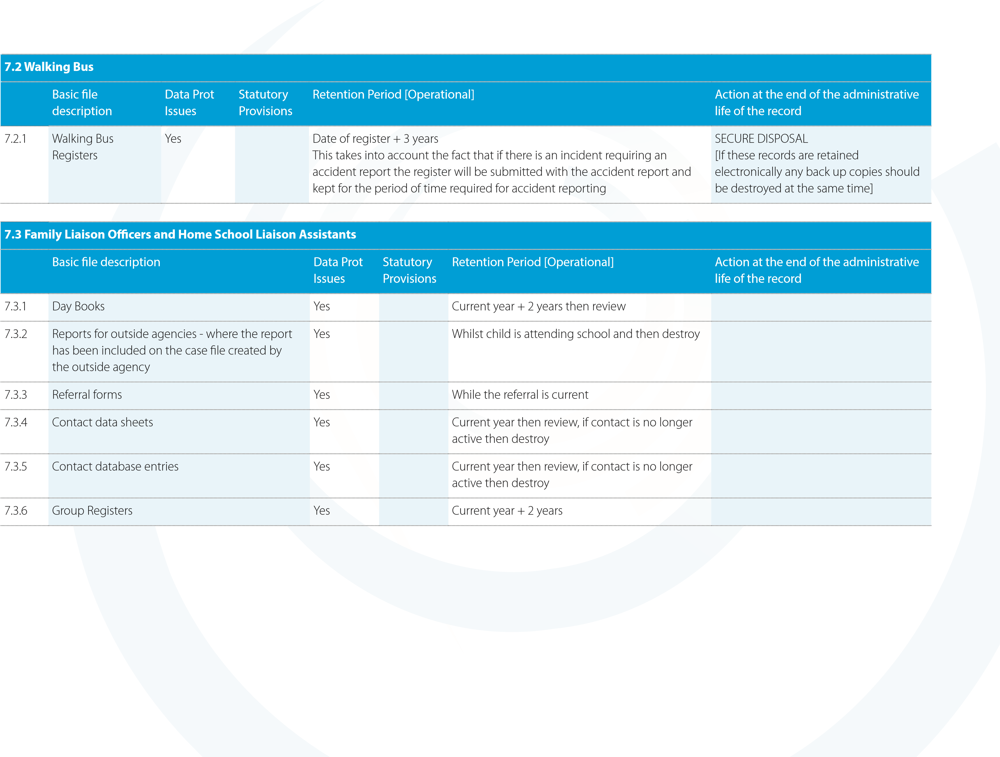 7.2 Walking Bus
Basic file description
Data Prot Issues
Statutory Provisions
Retention Period [Operational]
Action at the end of the administrative life of the record
7.2.1
Walking Bus
Registers
Yes
Date of register + 3 years
This takes into account the fact that if there is an incident requiring an
accident report the register will be submitted with the accident report and
kept for the period of time required for accident reporting
SECURE DISPOSAL
[If these records are retained
electronically any back up copies should
be destroyed at the same time]
7.3 Family Liaison Officers and Home School Liaison Assistants
Basic file description
Data Prot
Issues
Statutory
Provisions
Retention Period [Operational]
Action at the end of the administrative
life of the record
7.3.1
Day Books
Yes
Current year + 2 years then review
7.3.2
Reports for outside agencies - where the report
has been included on the case file created by
the outside agency
Yes
Whilst child is attending school and then destroy
7.3.3
Referral forms
Yes
While the referral is current
7.3.4
Contact data sheets
Yes
Current year then review, if contact is no longer
active then destroy
7.3.5
Contact database entries
Yes
Current year then review, if contact is no longer
active then destroy
7.3.6
Group Registers
Yes
Current year + 2 years